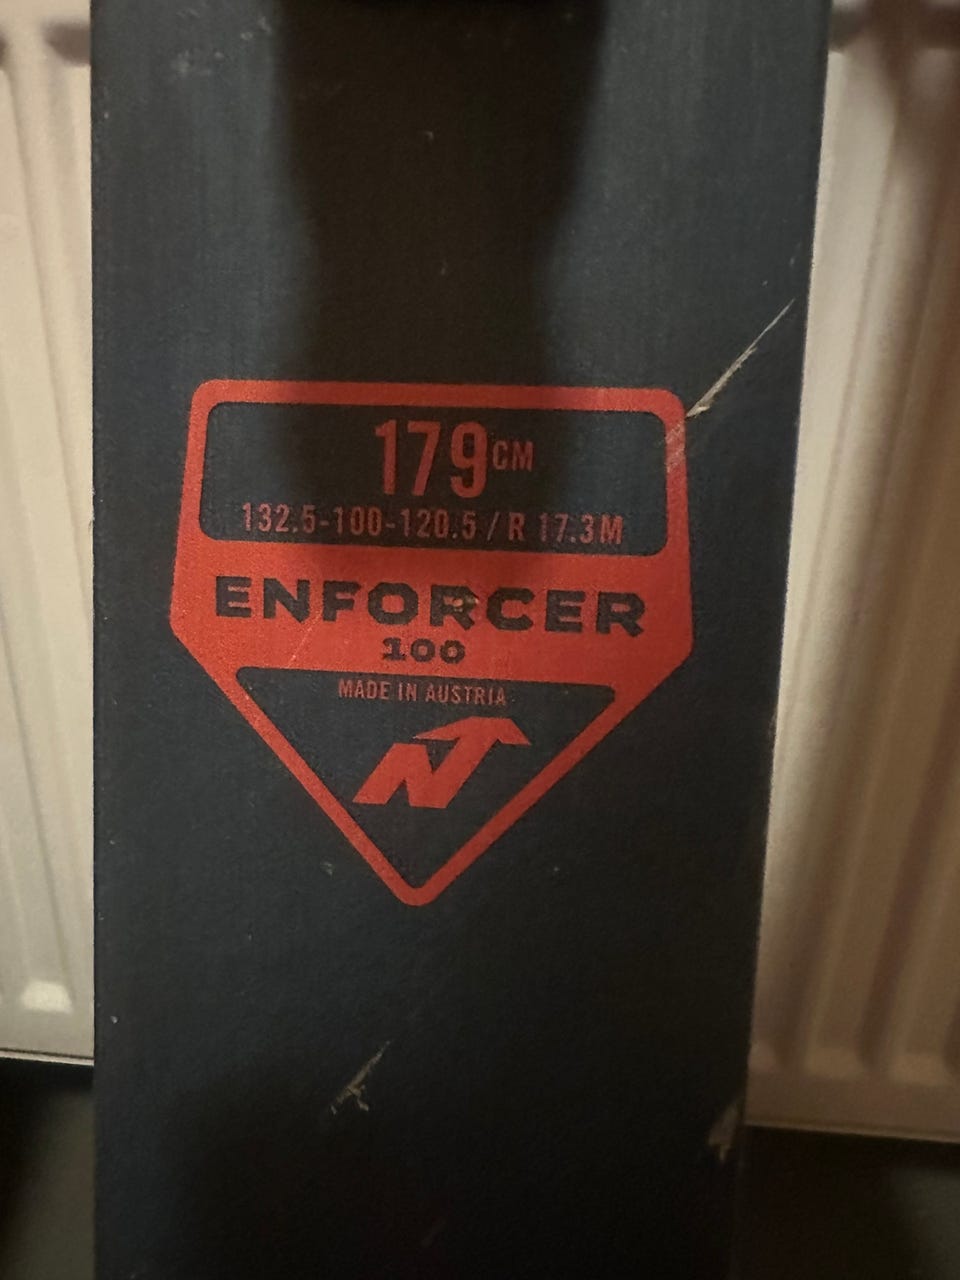 179CM
132.5-100-120.5 / R 17.3M
ENFORCER
100
MADE IN AUSTRIA
N